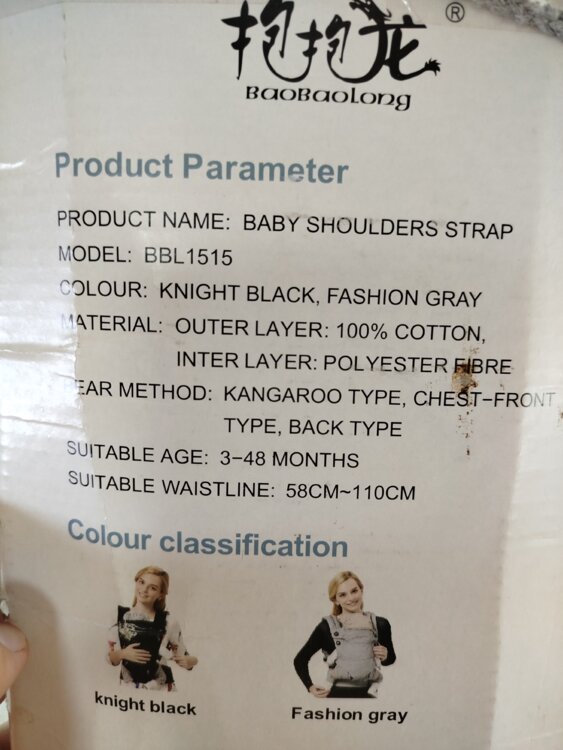 抱抱龙®
BaoBaoLong
Product Parameter
PRODUCT NAME: BABY SHOULDERS STRAP
MODEL: BBL1515
COLOUR: KNIGHT BLACK, FASHION GRAY
MATERIAL: OUTER LAYER: 100% COTTON,
INTER LAYER: POLYESTER FIBRE
EAR METHOD: KANGAROO TYPE, CHEST-FRONT
TYPE, BACK TYPE
SUITABLE AGE: 3-48 MONTHS
SUITABLE WAISTLINE: 58CM~110CM
Colour classification
knight black
Fashion gray